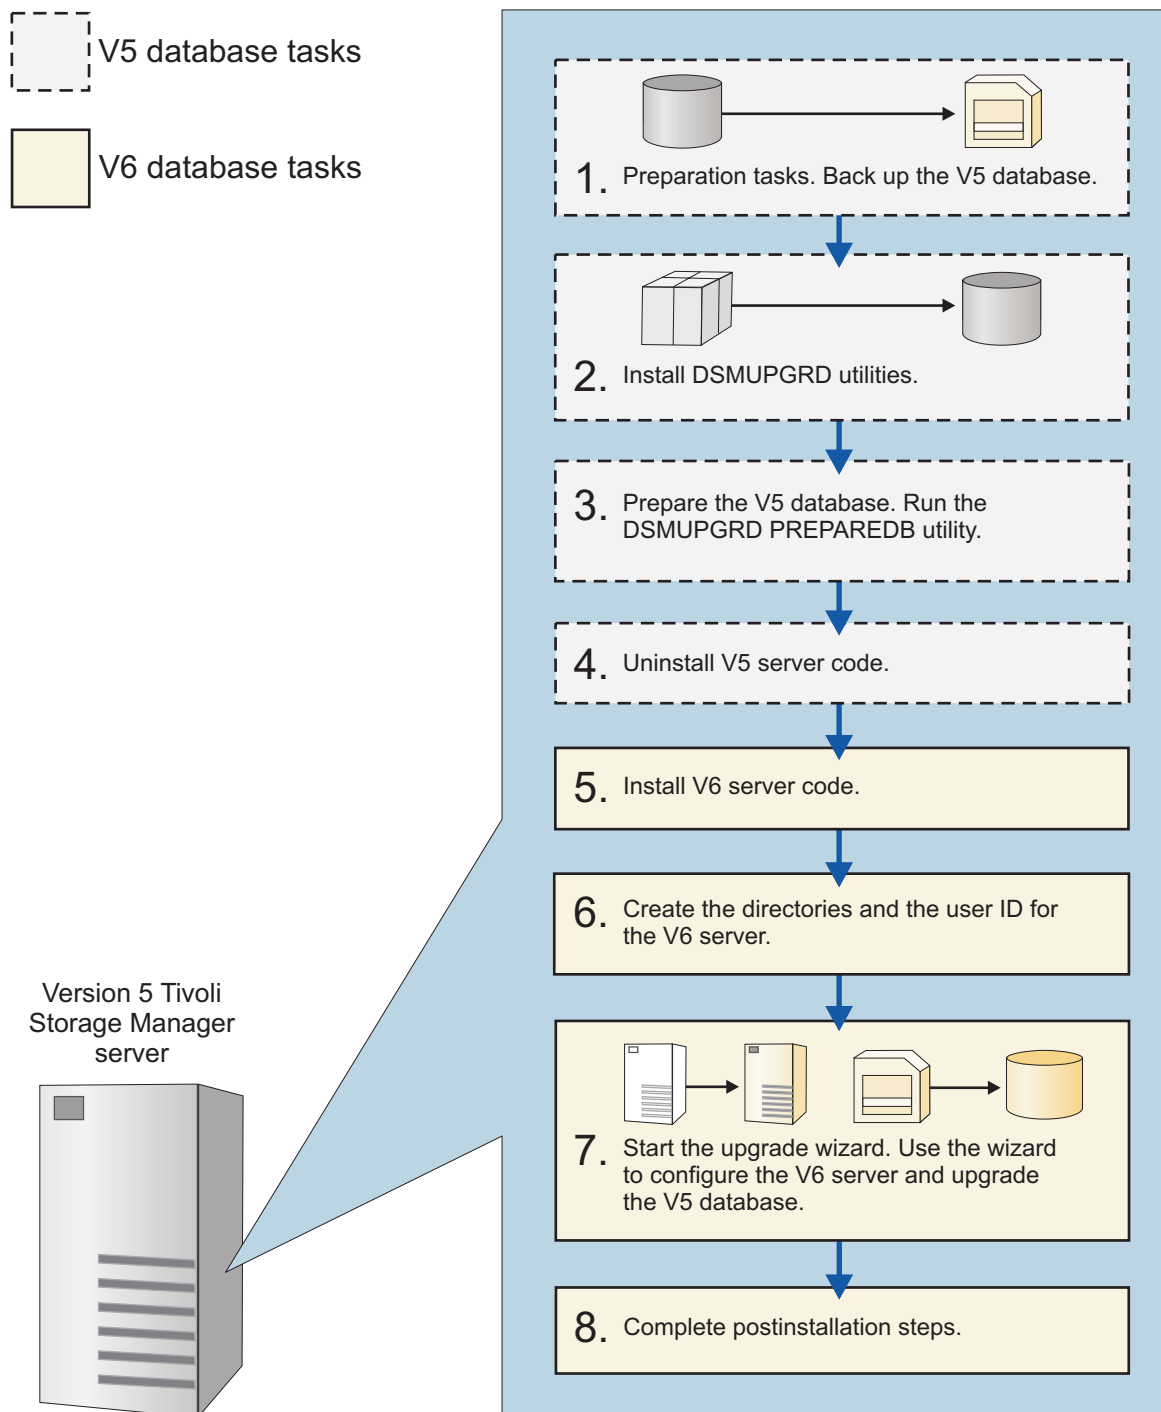 V5 database tasks
V6 database tasks
1. Preparation tasks. Back up the V5 database.
2. Install DSMUPGRD utilities.
3. Prepare the V5 database. Run the
DSMUPGRD PREPAREDB utility.
4. Uninstall V5 server code.
5. Install V6 server code.
6. Create the directories and the user ID for
the V6 server.
7. Start the upgrade wizard. Use the wizard
to configure the V6 server and upgrade
the V5 database.
8. Complete postinstallation steps.
Version 5 Tivoli
Storage Manager
server